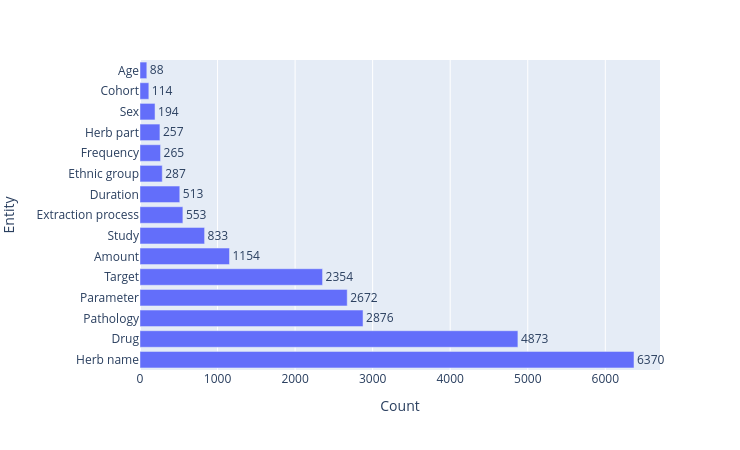 Age 88
Cohort 114
Sex 194
Herb part 257
Frequency 265
Ethnic group 287
Duration 513
Extraction process 553
Study 833
Amount 1154
Target 2354
Parameter 2672
Pathology 2876
Drug 4873
Herb name 6370
0 1000 2000 3000 4000 5000 6000
Count
Entity